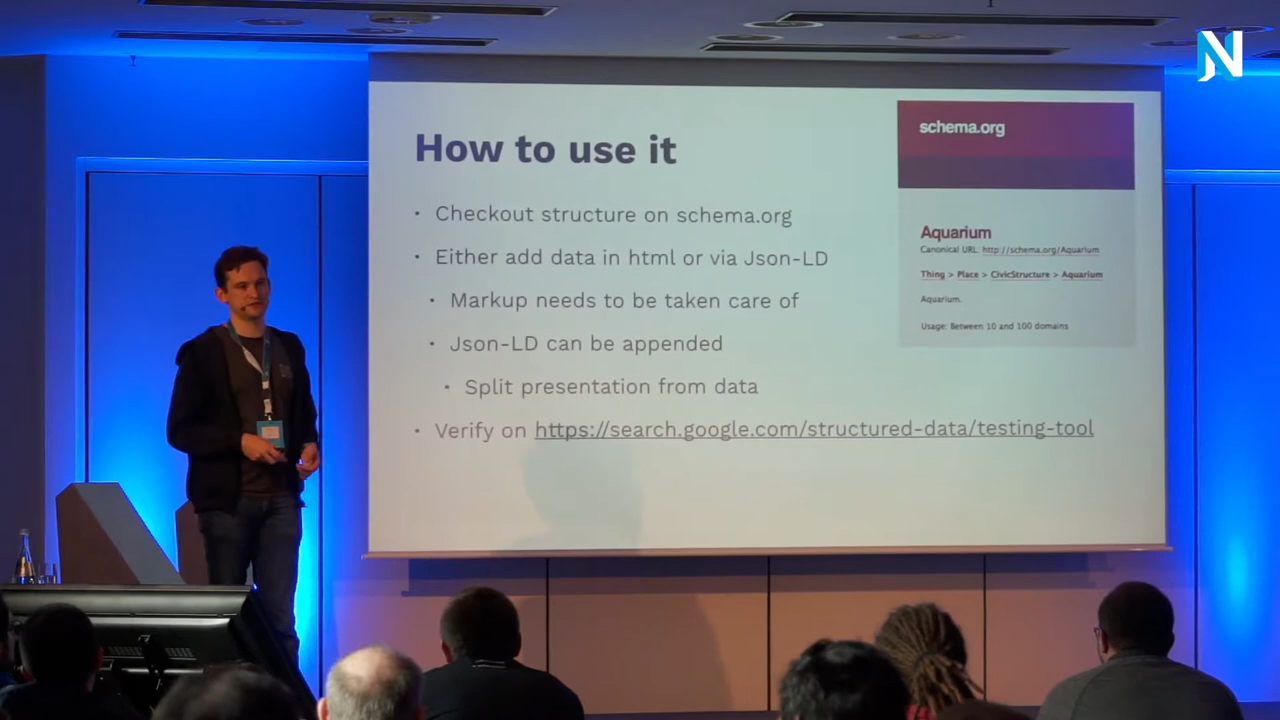 N
How to use it
• Checkout structure on schema.org
• Either add data in html or via Json-LD
• Markup needs to be taken care of
• Json-LD can be appended
• Split presentation from data
• Verify on https://search.google.com/structured-data/testing-tool
schema.org
Aquarium
Canonical URL: http://schema.org/Aquarium
Thing > Place > CivicStructure > Aquarium
Aquarium.
Usage: Between 10 and 100 domains